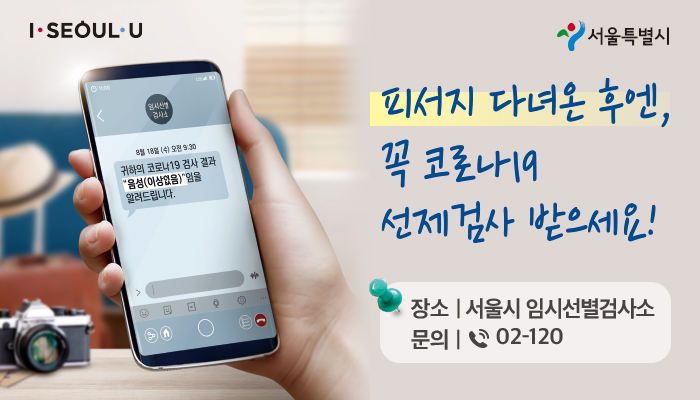 I·SEOUL·U
서울특별시
임시선별
검사소
8월 18일 (수) 오전 9:30
귀하의 코로나19 검사 결과
"음성(이상없음)"임을
알려드립니다.
피서지 다녀온 후엔,
꼭 코로나19
선제검사 받으세요!
장소 | 서울시 임시선별검사소
문의 | 02-120